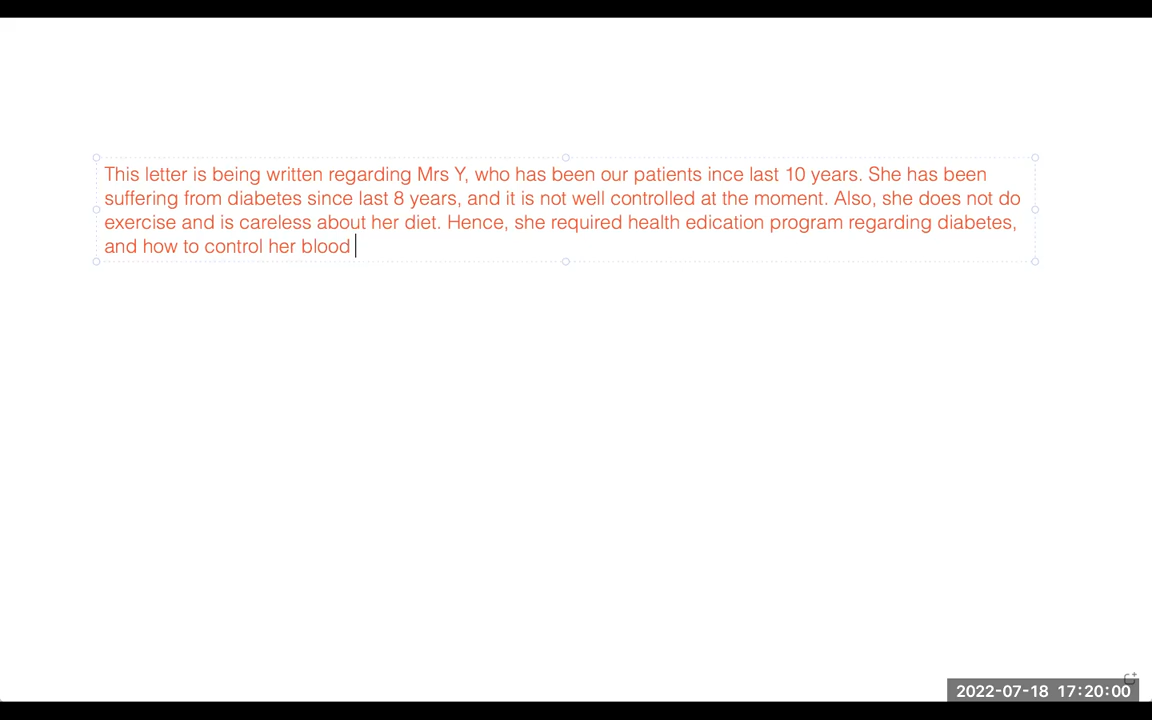 This letter is being written regarding Mrs Y, who has been our patients ince last 10 years. She has been
suffering from diabetes since last 8 years, and it is not well controlled at the moment. Also, she does not do
exercise and is careless about her diet. Hence, she required health edication program regarding diabetes,
and how to control her blood
2022-07-18 17:20:00